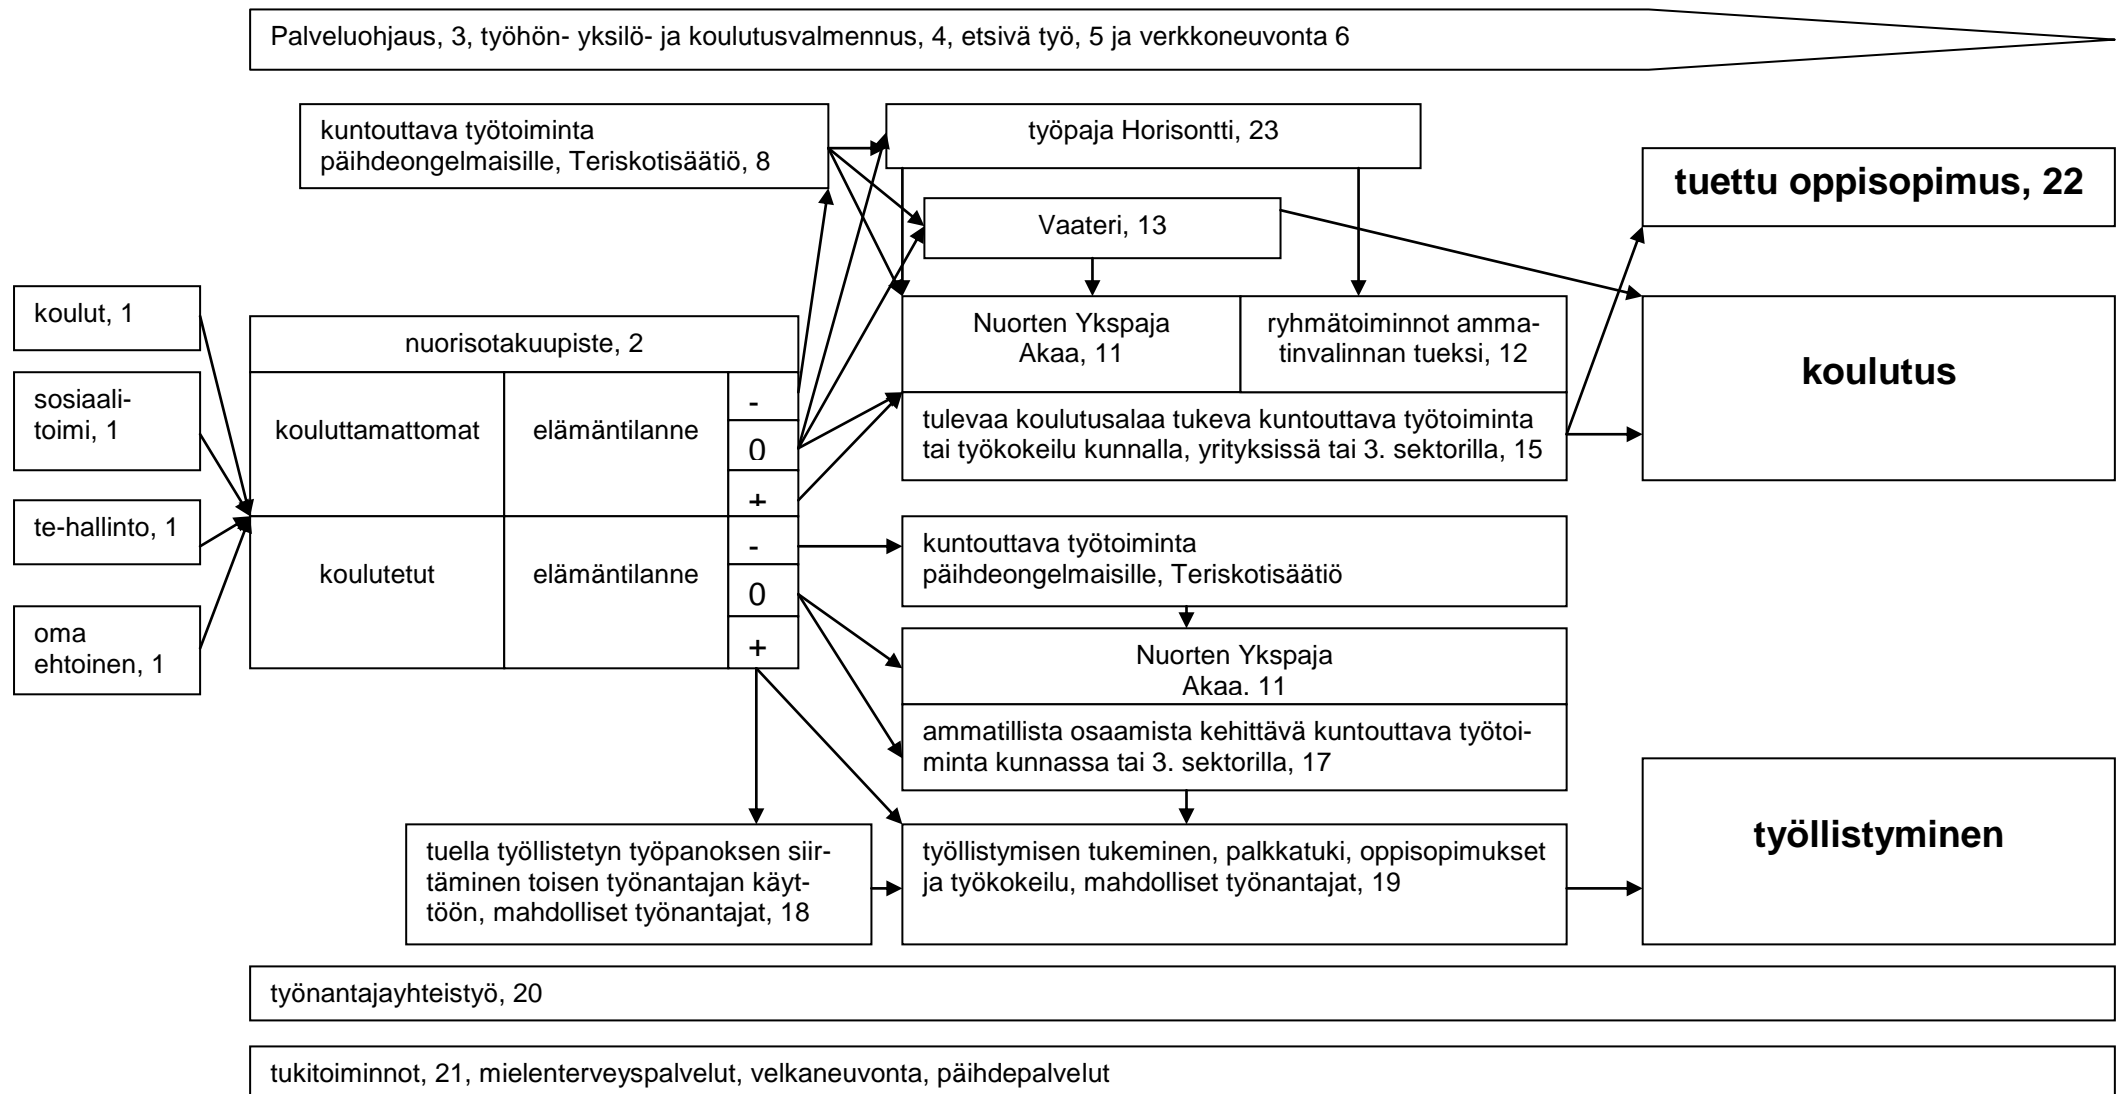 Palveluohjaus, 3, työhön- yksilö- ja koulutusvalmennus, 4, etsivä työ, 5 ja verkkoneuvonta 6
kuntouttava työtoiminta
päihdeongelmaisille, Teriskotisäätiö, 8
työpaja Horisontti, 23
tuettu oppisopimus, 22
Vaateri, 13
koulut, 1
sosiaali-
toimi, 1
te-hallinto, 1
oma
ehtoinen, 1
nuorisotakuupiste, 2
kouluttamattomat
elämäntilanne
-
0
+
koulutetut
elämäntilanne
-
0
+
Nuorten Ykspaja
Akaa, 11
ryhmätoiminnot amma-
tinvalinnan tueksi, 12
tulevaa koulutusalaa tukeva kuntouttava työtoiminta
tai työkokeilu kunnalla, yrityksissä tai 3. sektorilla, 15
koulutus
kuntouttava työtoiminta
päihdeongelmaisille, Teriskotisäätiö
Nuorten Ykspaja
Akaa. 11
ammatillista osaamista kehittävä kuntouttava työtoi-
minta kunnassa tai 3. sektorilla, 17
tuella työllistetyn työpanoksen siir-
täminen toisen työnantajan käyt-
töön, mahdolliset työnantajat, 18
työllistymisen tukeminen, palkkatuki, oppisopimukset
ja työkokeilu, mahdolliset työnantajat, 19
työllistyminen
työnantajayhteistyö, 20
tukitoiminnot, 21, mielenterveyspalvelut, velkaneuvonta, päihdepalvelut